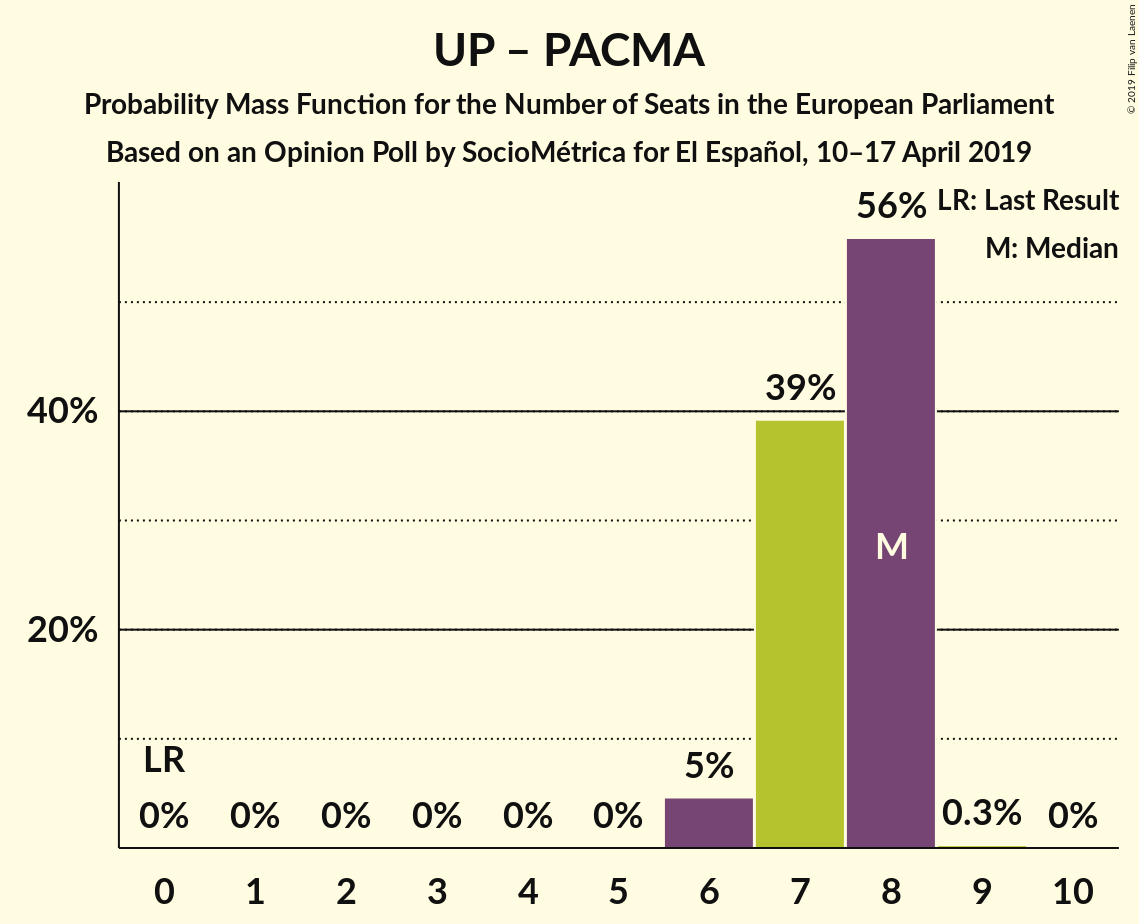 UP – PACMA
Probability Mass Function for the Number of Seats in the European Parliament
Based on an Opinion Poll by SocioMétrica for El Español, 10–17 April 2019
© 2019 Filip van Laenen
LR: Last Result
M: Median
56%
39%
40%
M
20%
LR
5%
0% 0% 0% 0% 0% 0% 0.3% 0%
0 1 2 3 4 5 6 7 8 9 10